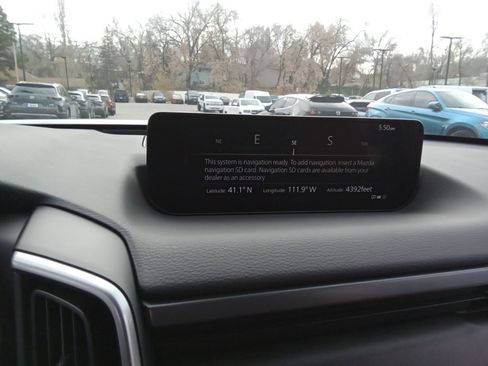 5:50pm
NE E SE S
This system is navigation ready. To add navigation, insert a Mazda
navigation SD card. Navigation SD cards are available from your
dealer as an accessory
Latitude: 41.1° N Longitude: 111.9° W Altitude: 4392feet